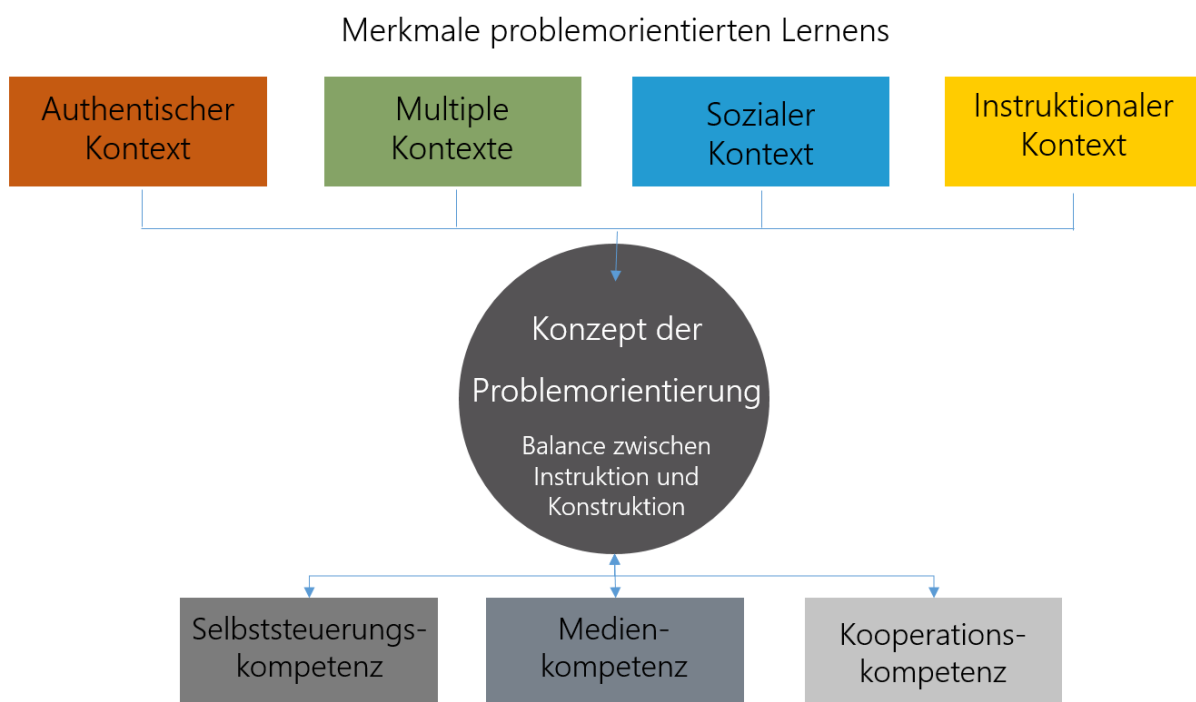 Merkmale problemorientierten Lernens
Authentischer
Kontext
Multiple
Kontexte
Sozialer
Kontext
Instruktionaler
Kontext
Konzept der
Problemorientierung
Balance zwischen
Instruktion und
Konstruktion
Selbststeuerungs-
kompetenz
Medien-
kompetenz
Kooperations-
kompetenz